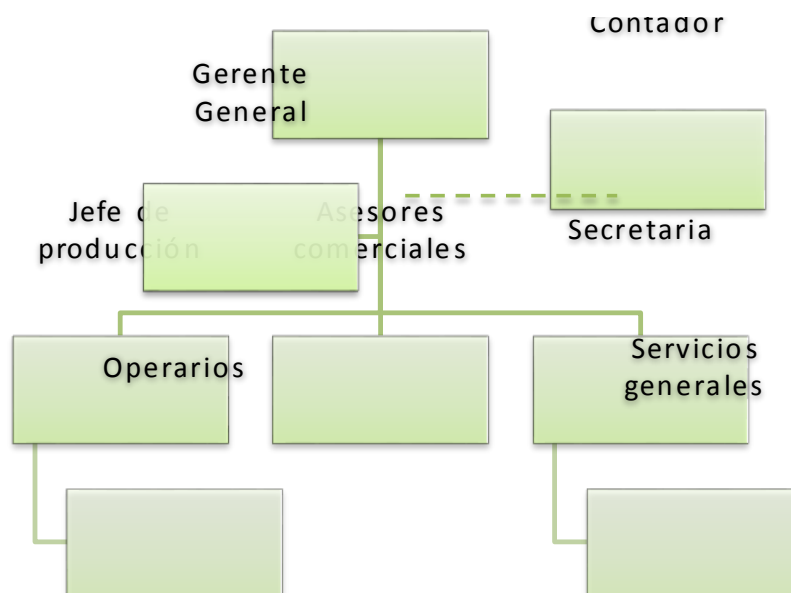 Contador
Gerente
General
Jefe de
producción
Asesores
comerciales
Secretaria
Operarios
Servicios
generales